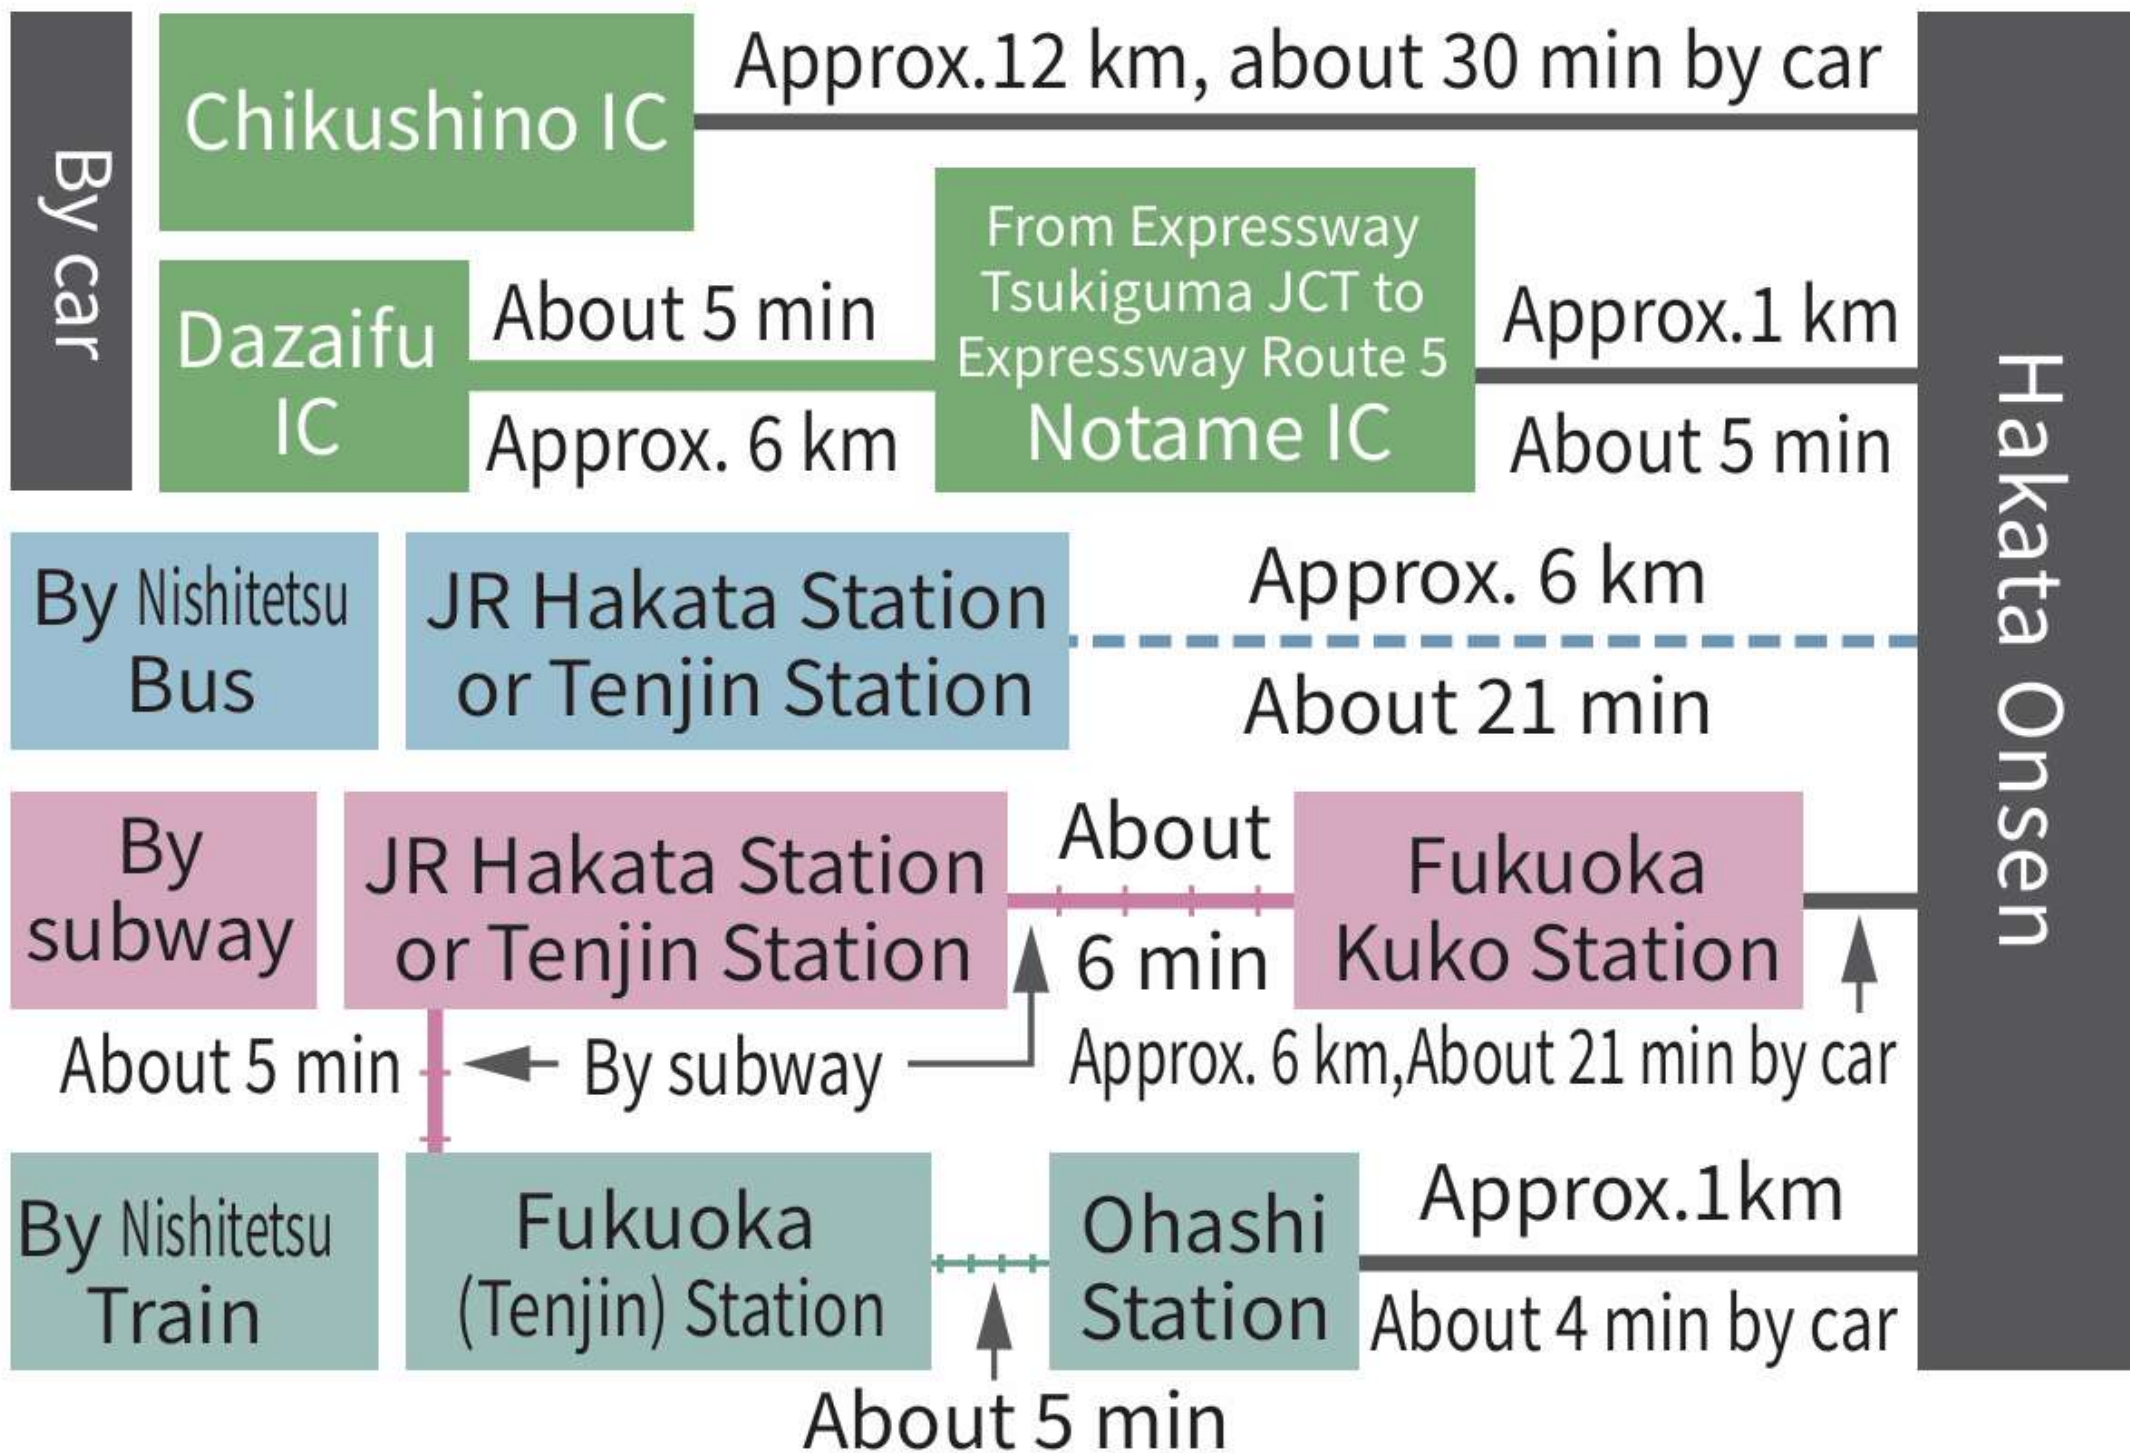 By car
Chikushino IC
Approx.12 km, about 30 min by car
Dazaifu
IC
About 5 min
Approx. 6 km
From Expressway
Tsukiguma JCT to
Expressway Route 5
Notame IC
Approx.1 km
About 5 min
Hakata Onsen
By Nishitetsu
Bus
JR Hakata Station
or Tenjin Station
Approx. 6 km
About 21 min
By
subway
JR Hakata Station
or Tenjin Station
About
6 min
Fukuoka
Kuko Station
Approx. 6 km,About 21 min by car
About 5 min
By subway
By Nishitetsu
Train
Fukuoka
(Tenjin) Station
About 5 min
Ohashi
Station
Approx.1km
About 4 min by car